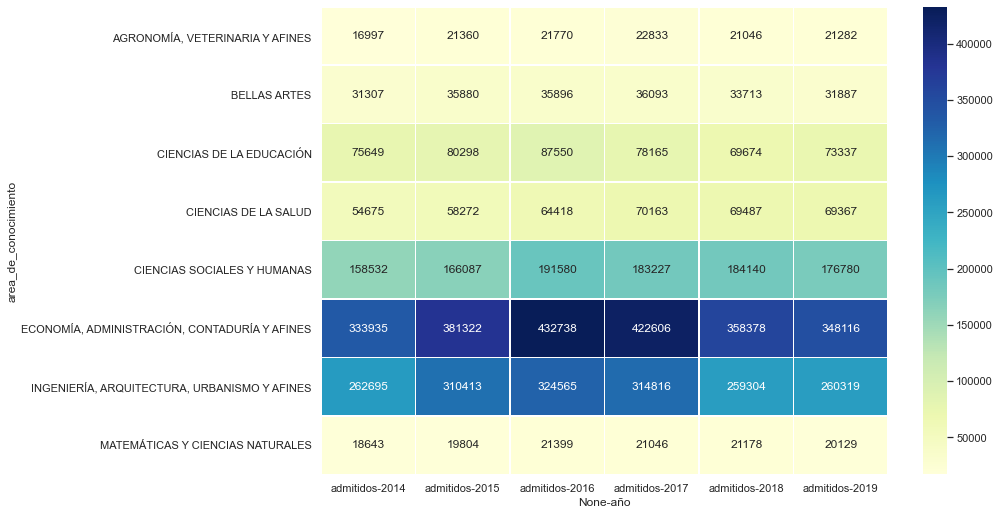 AGRONOMÍA, VETERINARIA Y AFINES 16997 21360 21770 22833 21046 21282
BELLAS ARTES 31307 35880 35896 36093 33713 31887
CIENCIAS DE LA EDUCACIÓN 75649 80298 87550 78165 69674 73337
CIENCIAS DE LA SALUD 54675 58272 64418 70163 69487 69367
CIENCIAS SOCIALES Y HUMANAS 158532 166087 191580 183227 184140 176780
ECONOMÍA, ADMINISTRACIÓN, CONTADURÍA Y AFINES 333935 381322 432738 422606 358378 348116
INGENIERÍA, ARQUITECTURA, URBANISMO Y AFINES 262695 310413 324565 314816 259304 260319
MATEMÁTICAS Y CIENCIAS NATURALES 18643 19804 21399 21046 21178 20129
admitidos-2014 admitidos-2015 admitidos-2016 admitidos-2017 admitidos-2018 admitidos-2019
None-año
area_de_conocimiento
400000
350000
300000
250000
200000
150000
100000
50000